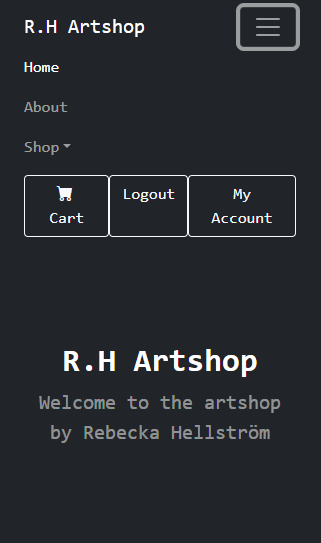 R.H Artshop
Home
About
Shop
Cart
Logout
My
Account
R.H Artshop
Welcome to the artshop
by Rebecka Hellström